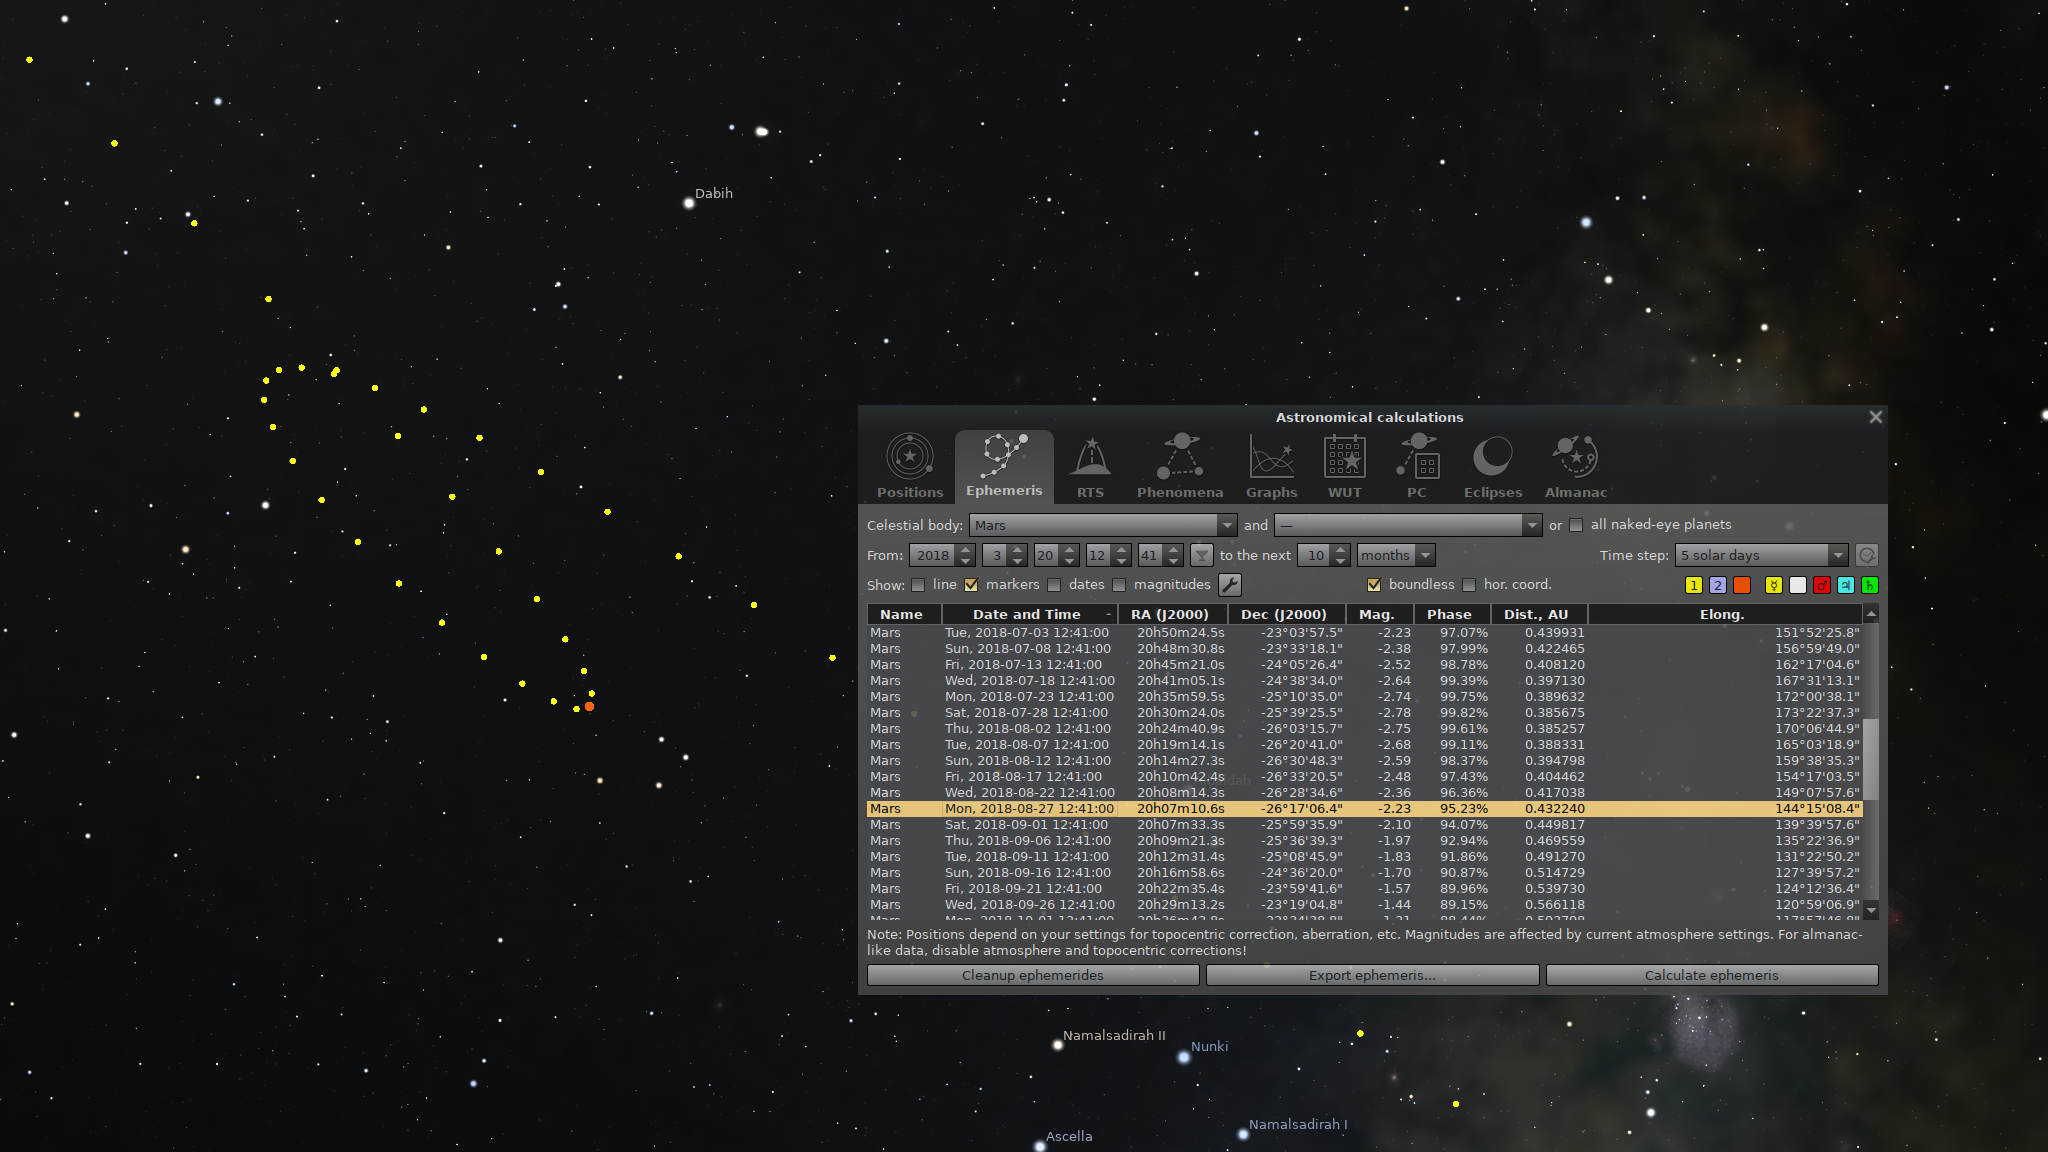 Dabih
Astronomical calculations
Positions Ephemeris RTS Phenomena Graphs WUT PC Eclipses Almanac
Celestial body: Mars and — or all naked-eye planets
From: 2018 3 20 12 41 to the next 10 months Time step: 5 solar days
Show: line markers dates magnitudes boundless hor. coord. 1 2 ☿ ♂ ♃ ♄
Name Date and Time RA (J2000) Dec (J2000) Mag. Phase Dist., AU Elong.
Mars Tue, 2018-07-03 12:41:00 20h50m24.5s -23°03'57.5" -2.23 97.07% 0.439931 151°52'25.8"
Mars Sun, 2018-07-08 12:41:00 20h48m30.8s -23°33'18.1" -2.38 97.99% 0.422465 156°59'49.0"
Mars Fri, 2018-07-13 12:41:00 20h45m21.0s -24°05'26.4" -2.52 98.78% 0.408120 162°17'04.6"
Mars Wed, 2018-07-18 12:41:00 20h41m05.1s -24°38'34.0" -2.64 99.39% 0.397130 167°31'13.1"
Mars Mon, 2018-07-23 12:41:00 20h35m59.5s -25°10'35.0" -2.74 99.75% 0.389632 172°00'38.1"
Mars Sat, 2018-07-28 12:41:00 20h30m24.0s -25°39'25.5" -2.78 99.82% 0.385675 173°22'37.3"
Mars Thu, 2018-08-02 12:41:00 20h24m40.9s -26°03'15.7" -2.75 99.61% 0.385257 170°06'44.9"
Mars Tue, 2018-08-07 12:41:00 20h19m14.1s -26°20'41.0" -2.68 99.11% 0.388331 165°03'18.9"
Mars Sun, 2018-08-12 12:41:00 20h14m27.3s -26°30'48.3" -2.59 98.37% 0.394798 159°38'35.3"
Mars Fri, 2018-08-17 12:41:00 20h10m42.4s -26°33'20.5" -2.48 97.43% 0.404462 154°17'03.5"
Mars Wed, 2018-08-22 12:41:00 20h08m14.3s -26°28'34.6" -2.36 96.36% 0.417038 149°07'57.6"
Mars Mon, 2018-08-27 12:41:00 20h07m10.6s -26°17'06.4" -2.23 95.23% 0.432240 144°15'08.4"
Mars Sat, 2018-09-01 12:41:00 20h07m33.3s -25°59'35.9" -2.10 94.07% 0.449817 139°39'57.6"
Mars Thu, 2018-09-06 12:41:00 20h09m21.3s -25°36'39.3" -1.97 92.94% 0.469559 135°22'36.9"
Mars Tue, 2018-09-11 12:41:00 20h12m31.4s -25°08'45.9" -1.83 91.86% 0.491270 131°22'50.2"
Mars Sun, 2018-09-16 12:41:00 20h16m58.6s -24°36'20.0" -1.70 90.87% 0.514729 127°39'57.2"
Mars Fri, 2018-09-21 12:41:00 20h22m35.4s -23°59'41.6" -1.57 89.96% 0.539730 124°12'36.4"
Mars Wed, 2018-09-26 12:41:00 20h29m13.2s -23°19'04.8" -1.44 89.15% 0.566118 120°59'06.9"
Note: Positions depend on your settings for topocentric correction, aberration, etc. Magnitudes are affected by current atmosphere settings. For almanac-
like data, disable atmosphere and topocentric corrections!
Cleanup ephemerides Export ephemeris... Calculate ephemeris
Namalsadirah II
Nunki
Namalsadirah I
Ascella